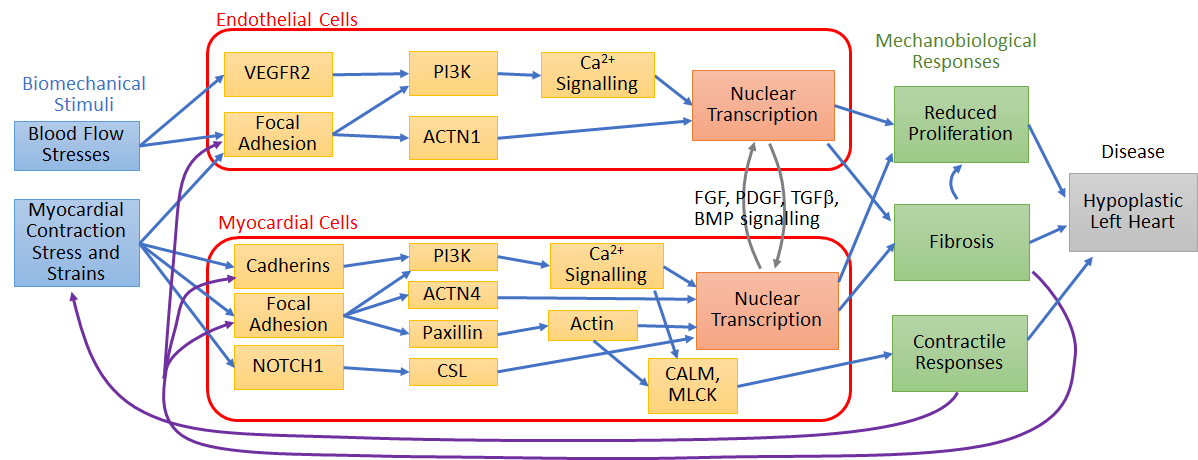 Endothelial Cells
Biomechanical
Stimuli
Blood Flow
Stresses
Myocardial
Contraction
Stress and
Strains
VEGFR2
PI3K
Ca²⁺
Signalling
Focal
Adhesion
ACTN1
Nuclear
Transcription
FGF, PDGF, TGFβ,
BMP signalling
Myocardial Cells
Cadherins
PI3K
Ca²⁺
Signalling
Focal
Adhesion
ACTN4
Paxillin
Actin
NOTCH1
CSL
CALM,
MLCK
Nuclear
Transcription
Mechanobiological
Responses
Reduced
Proliferation
Fibrosis
Contractile
Responses
Disease
Hypoplastic
Left Heart